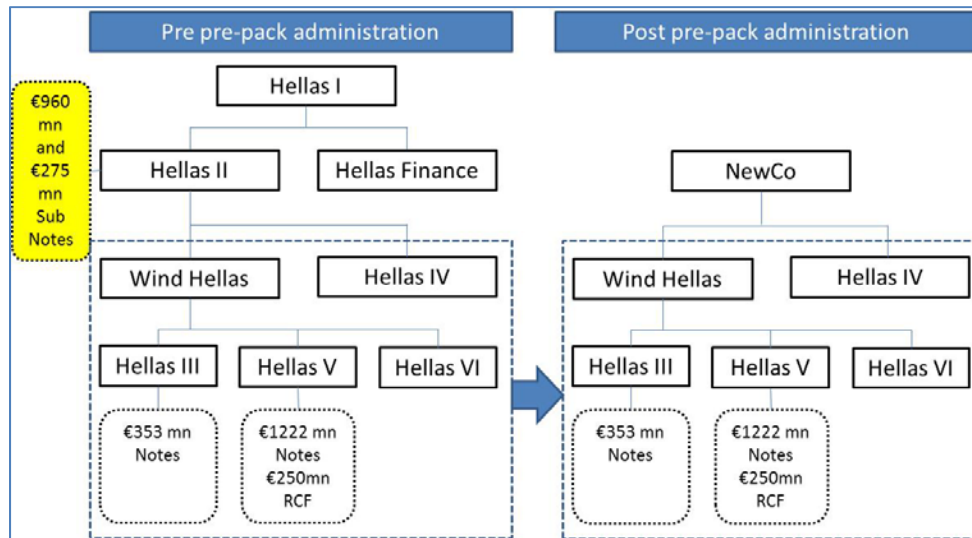 Pre pre-pack administration
Hellas I
€960
mn
and
€275
mn
Sub
Notes
Hellas II
Hellas Finance
Wind Hellas
Hellas IV
Hellas III
Hellas V
Hellas VI
€353 mn
Notes
€1222 mn
Notes
€250mn
RCF
Post pre-pack administration
NewCo
Wind Hellas
Hellas IV
Hellas III
Hellas V
Hellas VI
€353 mn
Notes
€1222 mn
Notes
€250mn
RCF